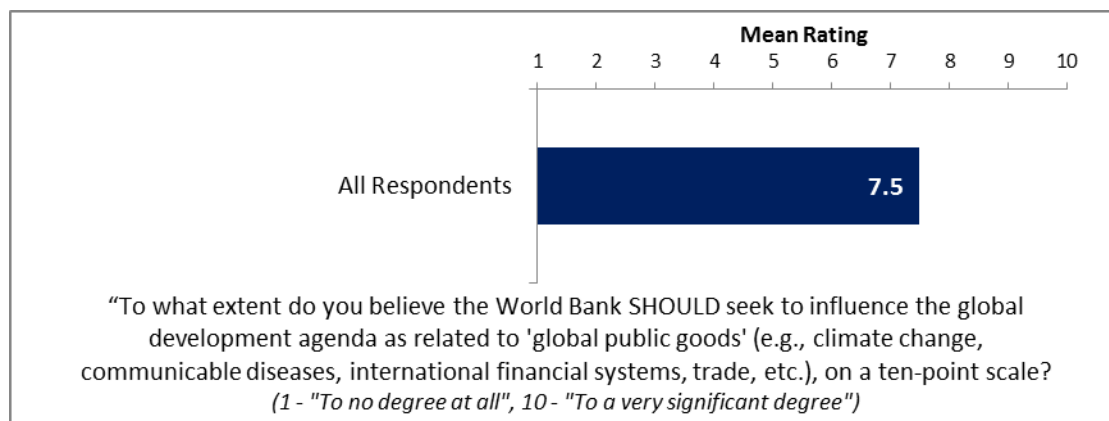 Mean Rating
1 2 3 4 5 6 7 8 9 10
All Respondents 7.5
“To what extent do you believe the World Bank SHOULD seek to influence the global
development agenda as related to 'global public goods' (e.g., climate change,
communicable diseases, international financial systems, trade, etc.), on a ten-point scale?
(1 - "To no degree at all", 10 - "To a very significant degree")